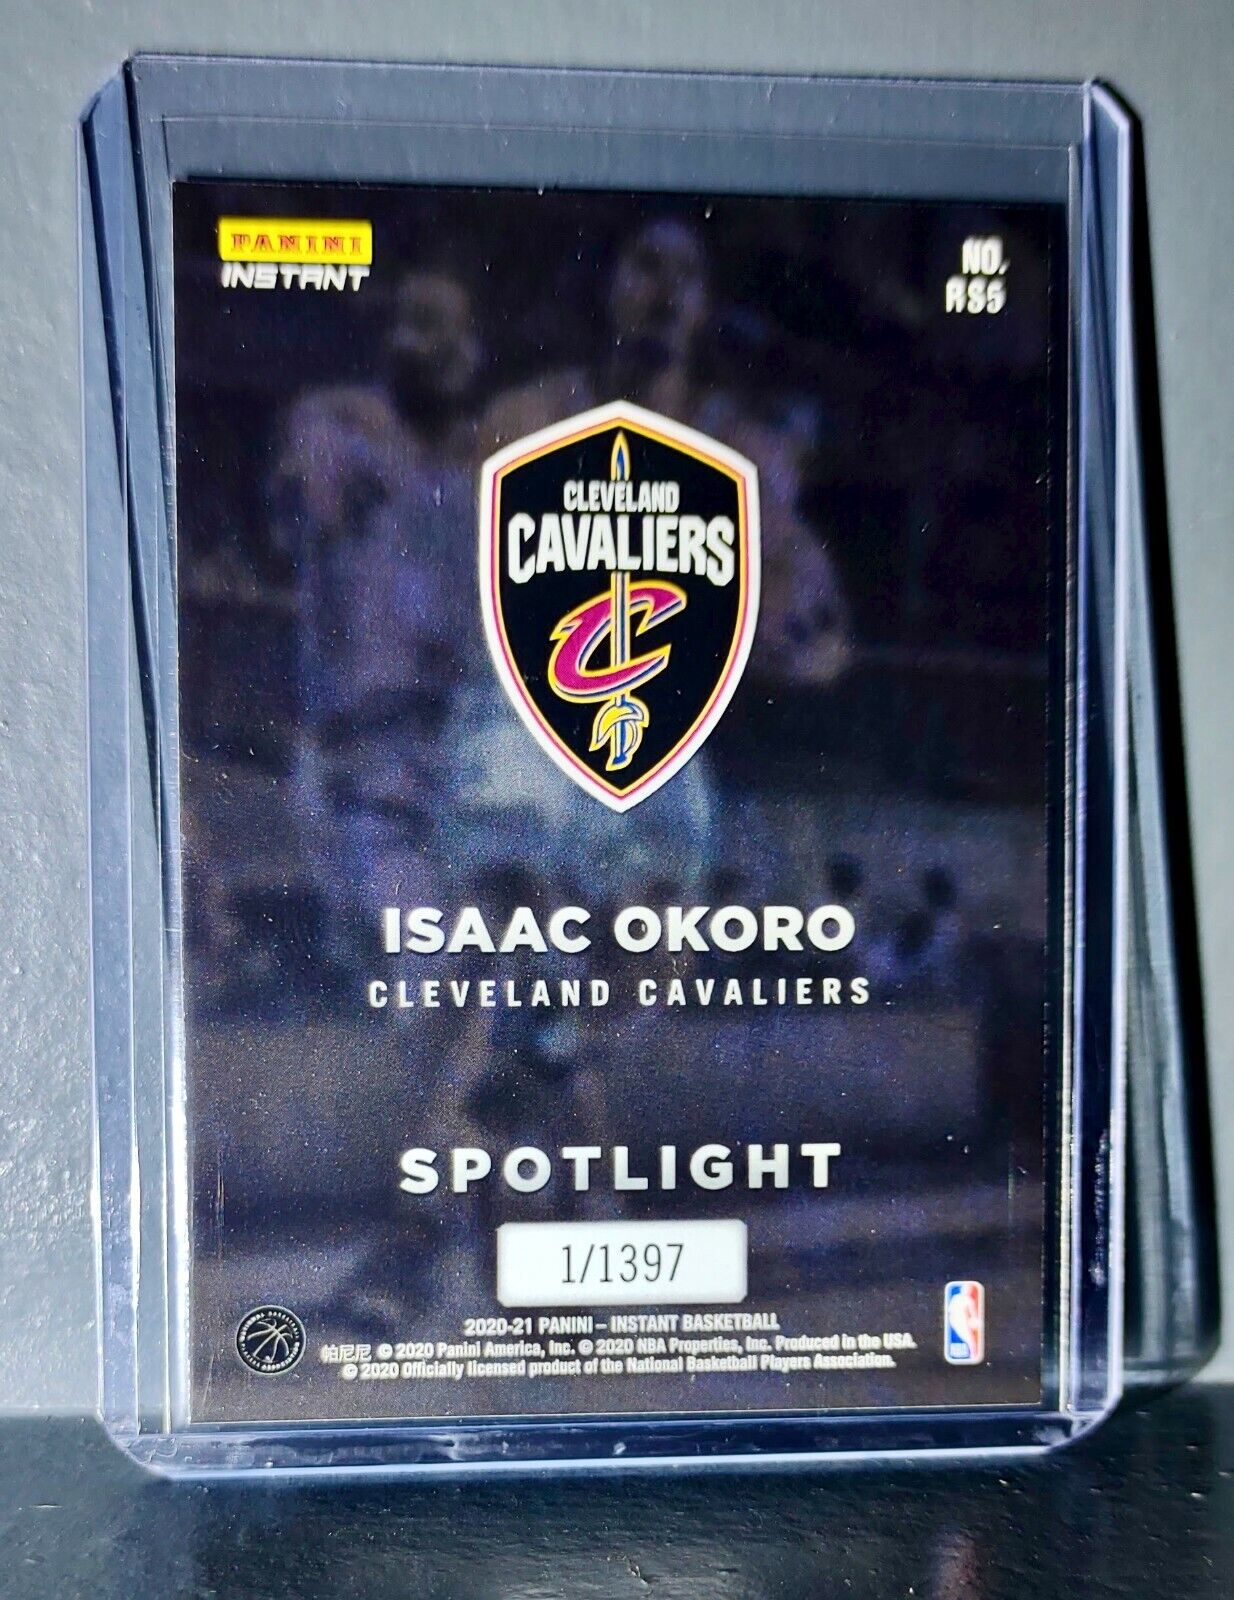 PANINI
INSTANT
NO.
RS5
CLEVELAND
CAVALIERS
C
ISAAC OKORO
CLEVELAND CAVALIERS
SPOTLIGHT
1/1397
2020-21 PANINI – INSTANT BASKETBALL
帕尼尼 © 2020 Panini America, Inc. © 2020 NBA Properties, Inc. Produced in the USA.
© 2020 Officially licensed product of the National Basketball Players Association.
NBA